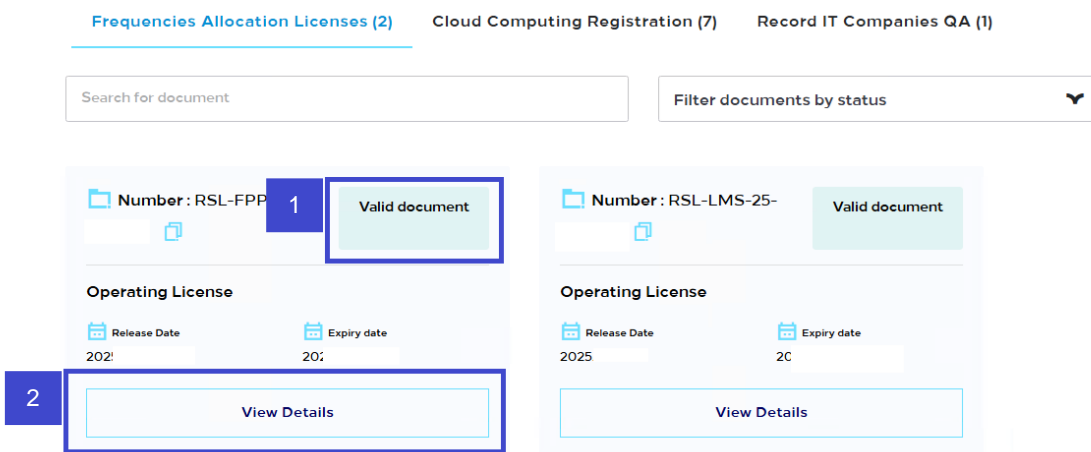 Frequencies Allocation Licenses (2)
Cloud Computing Registration (7)
Record IT Companies QA (1)
Search for document
Filter documents by status
Number : RSL-FPP
1
Valid document
Number : RSL-LMS-25-
Valid document
Operating License
Operating License
Release Date
Expiry date
Release Date
Expiry date
2025
202
2025
20
2
View Details
View Details